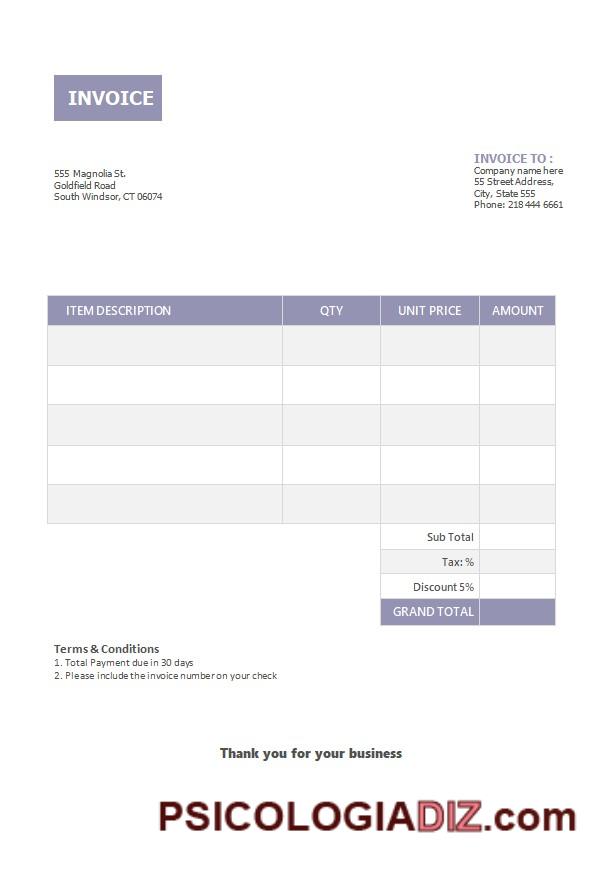 INVOICE
INVOICE TO :
Company name here
55 Street Address,
City, State 555
Phone: 218 444 6661
555 Magnolia St.
Goldfield Road
South Windsor, CT 06074
ITEM DESCRIPTION QTY UNIT PRICE AMOUNT
Sub Total
Tax: %
Discount 5%
GRAND TOTAL
Terms & Conditions
1. Total Payment due in 30 days
2. Please include the invoice number on your check
Thank you for your business
PSICOLOGIADIZ.com